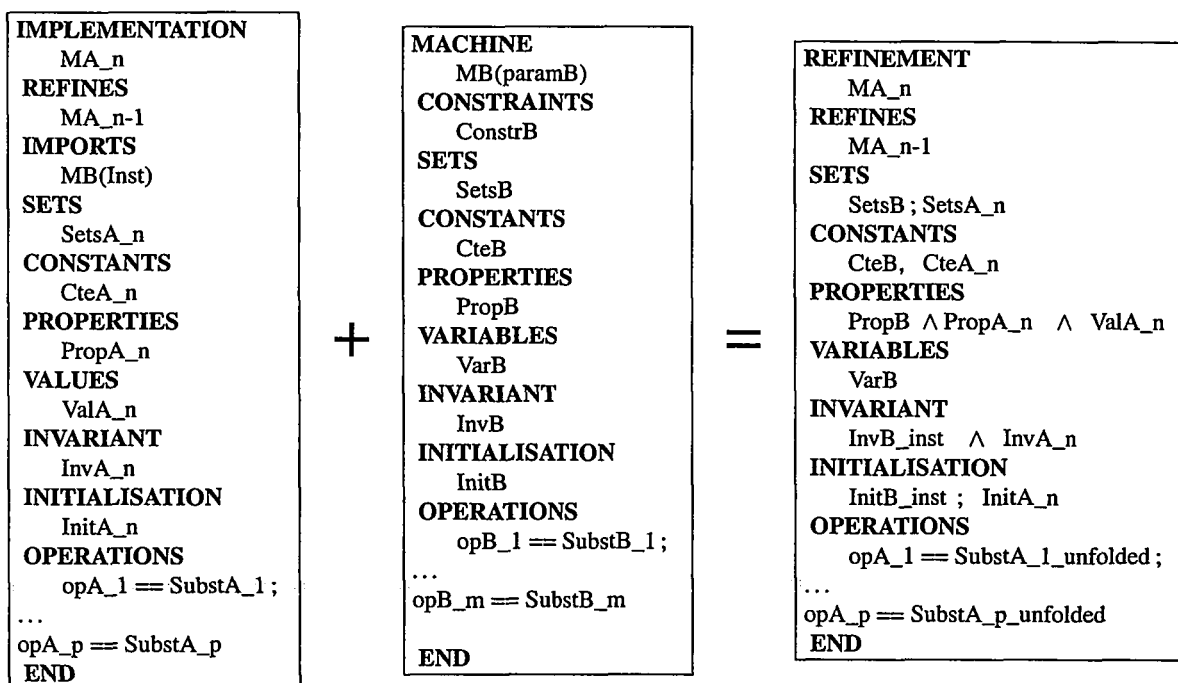 IMPLEMENTATION
MA_n
REFINES
MA_n-1
IMPORTS
MB(Inst)
SETS
SetsA_n
CONSTANTS
CteA_n
PROPERTIES
PropA_n
VALUES
ValA_n
INVARIANT
InvA_n
INITIALISATION
InitA_n
OPERATIONS
opA_1 == SubstA_1 ;
...
opA_p == SubstA_p
END
+
MACHINE
MB(paramB)
CONSTRAINTS
ConstrB
SETS
SetsB
CONSTANTS
CteB
PROPERTIES
PropB
VARIABLES
VarB
INVARIANT
InvB
INITIALISATION
InitB
OPERATIONS
opB_1 == SubstB_1 ;
...
opB_m == SubstB_m
END
=
REFINEMENT
MA_n
REFINES
MA_n-1
SETS
SetsB ; SetsA_n
CONSTANTS
CteB, CteA_n
PROPERTIES
PropB ∧ PropA_n ∧ ValA_n
VARIABLES
VarB
INVARIANT
InvB_inst ∧ InvA_n
INITIALISATION
InitB_inst ; InitA_n
OPERATIONS
opA_1 == SubstA_1_unfolded ;
...
opA_p == SubstA_p_unfolded
END